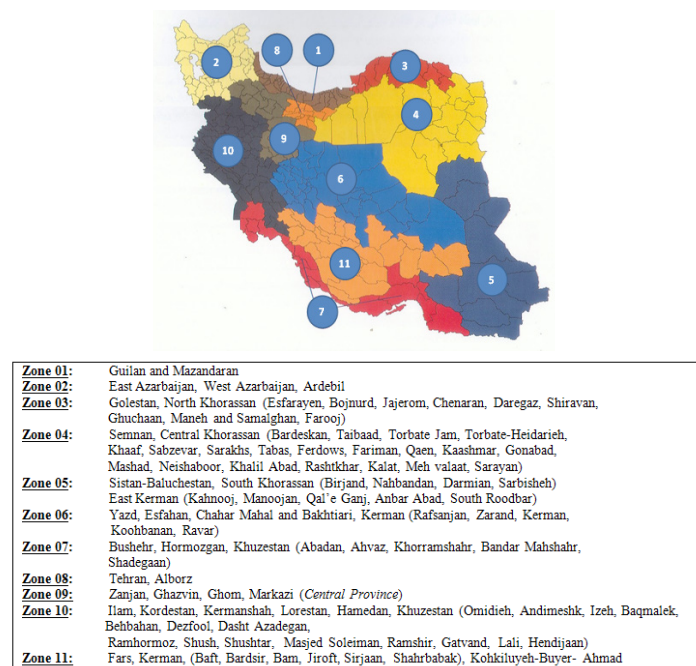 8
1
2
3
4
9
10
6
11
5
7
Zone 01: Guilan and Mazandaran
Zone 02: East Azarbaijan, West Azarbaijan, Ardebil
Zone 03: Golestan, North Khorassan (Esfarayen, Bojnurd, Jajerom, Chenaran, Daregaz, Shiravan,
Ghuchaan, Maneh and Samalghan, Farooj)
Zone 04: Semnan, Central Khorassan (Bardeskan, Taibaad, Torbate Jam, Torbate-Heidarieh,
Khaaf, Sabzevar, Sarakhs, Tabas, Ferdows, Fariman, Qaen, Kaashmar, Gonabad,
Mashad, Neishaboor, Khalil Abad, Rashtkhar, Kalat, Meh valaat, Sarayan)
Zone 05: Sistan-Baluchestan, South Khorassan (Birjand, Nahbandan, Darmian, Sarbisheh)
East Kerman (Kahnooj, Manoojan, Qal’e Ganj, Anbar Abad, South Roodbar)
Zone 06: Yazd, Esfahan, Chahar Mahal and Bakhtiari, Kerman (Rafsanjan, Zarand, Kerman,
Koohbanan, Ravar)
Zone 07: Bushehr, Hormozgan, Khuzestan (Abadan, Ahvaz, Khorramshahr, Bandar Mahshahr,
Shadegaan)
Zone 08: Tehran, Alborz
Zone 09: Zanjan, Ghazvin, Ghom, Markazi (Central Province)
Zone 10: Ilam, Kordestan, Kermanshah, Lorestan, Hamedan, Khuzestan (Omidieh, Andimeshk, Izeh, Baqmalek,
Behbahan, Dezfool, Dasht Azadegan,
Ramhormoz, Shush, Shushtar, Masjed Soleiman, Ramshir, Gatvand, Lali, Hendijaan)
Zone 11: Fars, Kerman, (Baft, Bardsir, Bam, Jiroft, Sirjaan, Shahrbabak), Kohkiluyeh-Buyer- Ahmad